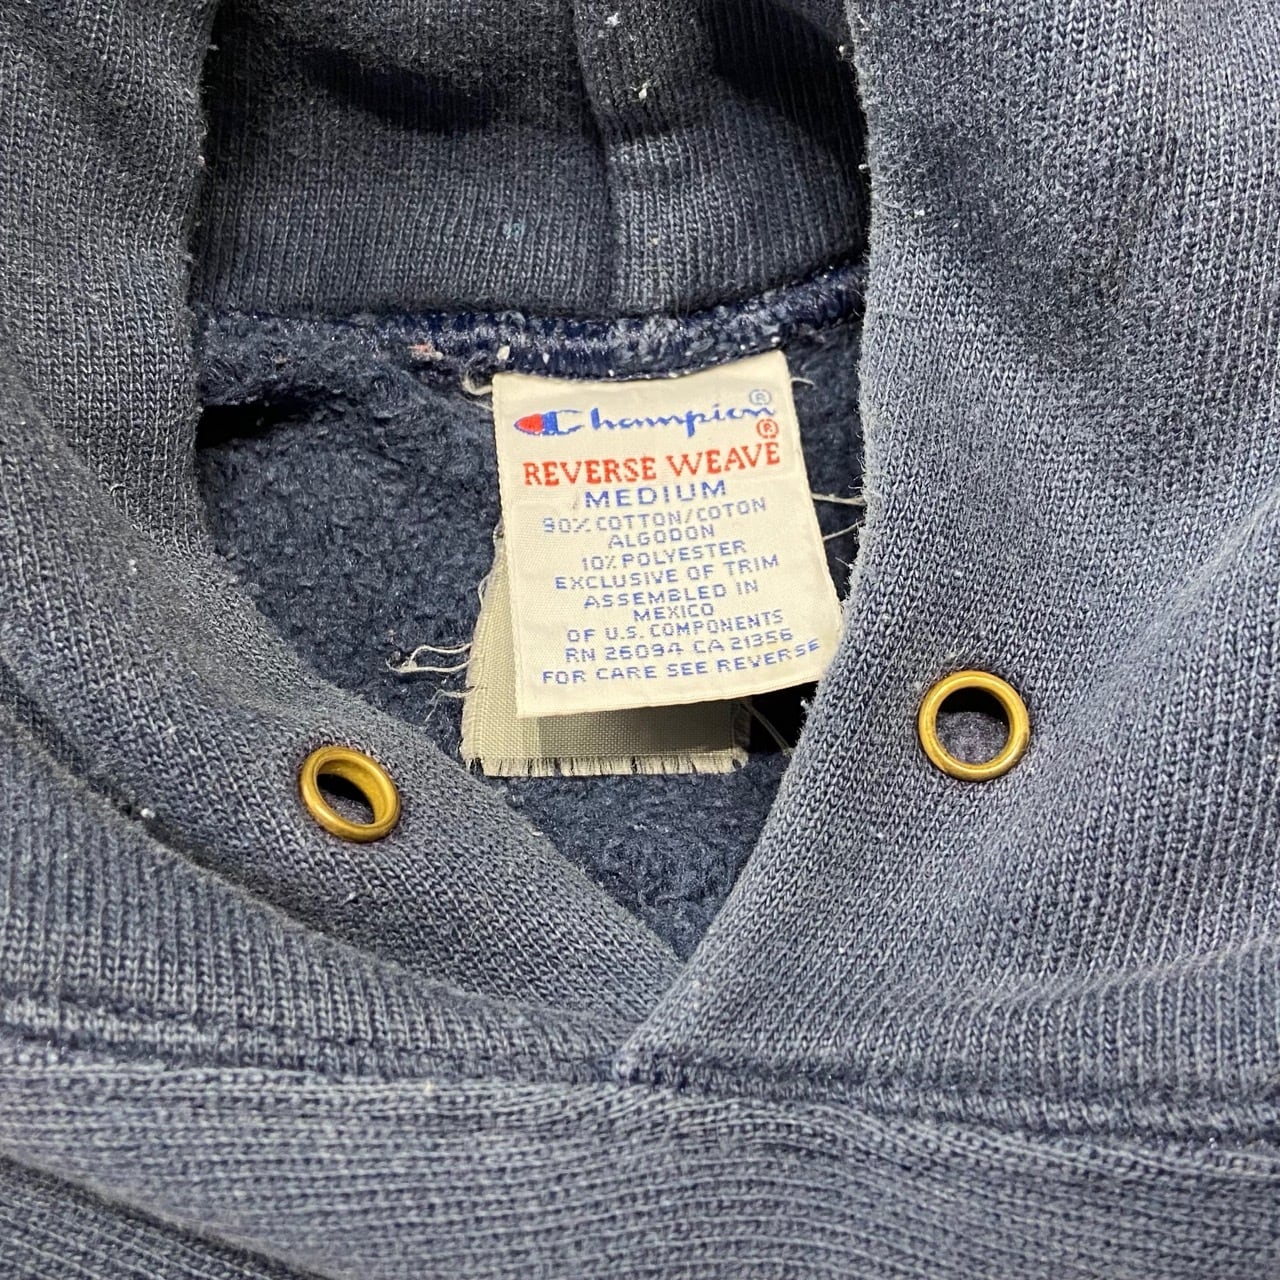 Champion®
®
REVERSE WEAVE
MEDIUM
90% COTTON/COTON
ALGODON
10% POLYESTER
EXCLUSIVE OF TRIM
ASSEMBLED IN
MEXICO
OF U.S. COMPONENTS
RN 26094 CA 21356
FOR CARE SEE REVERSE